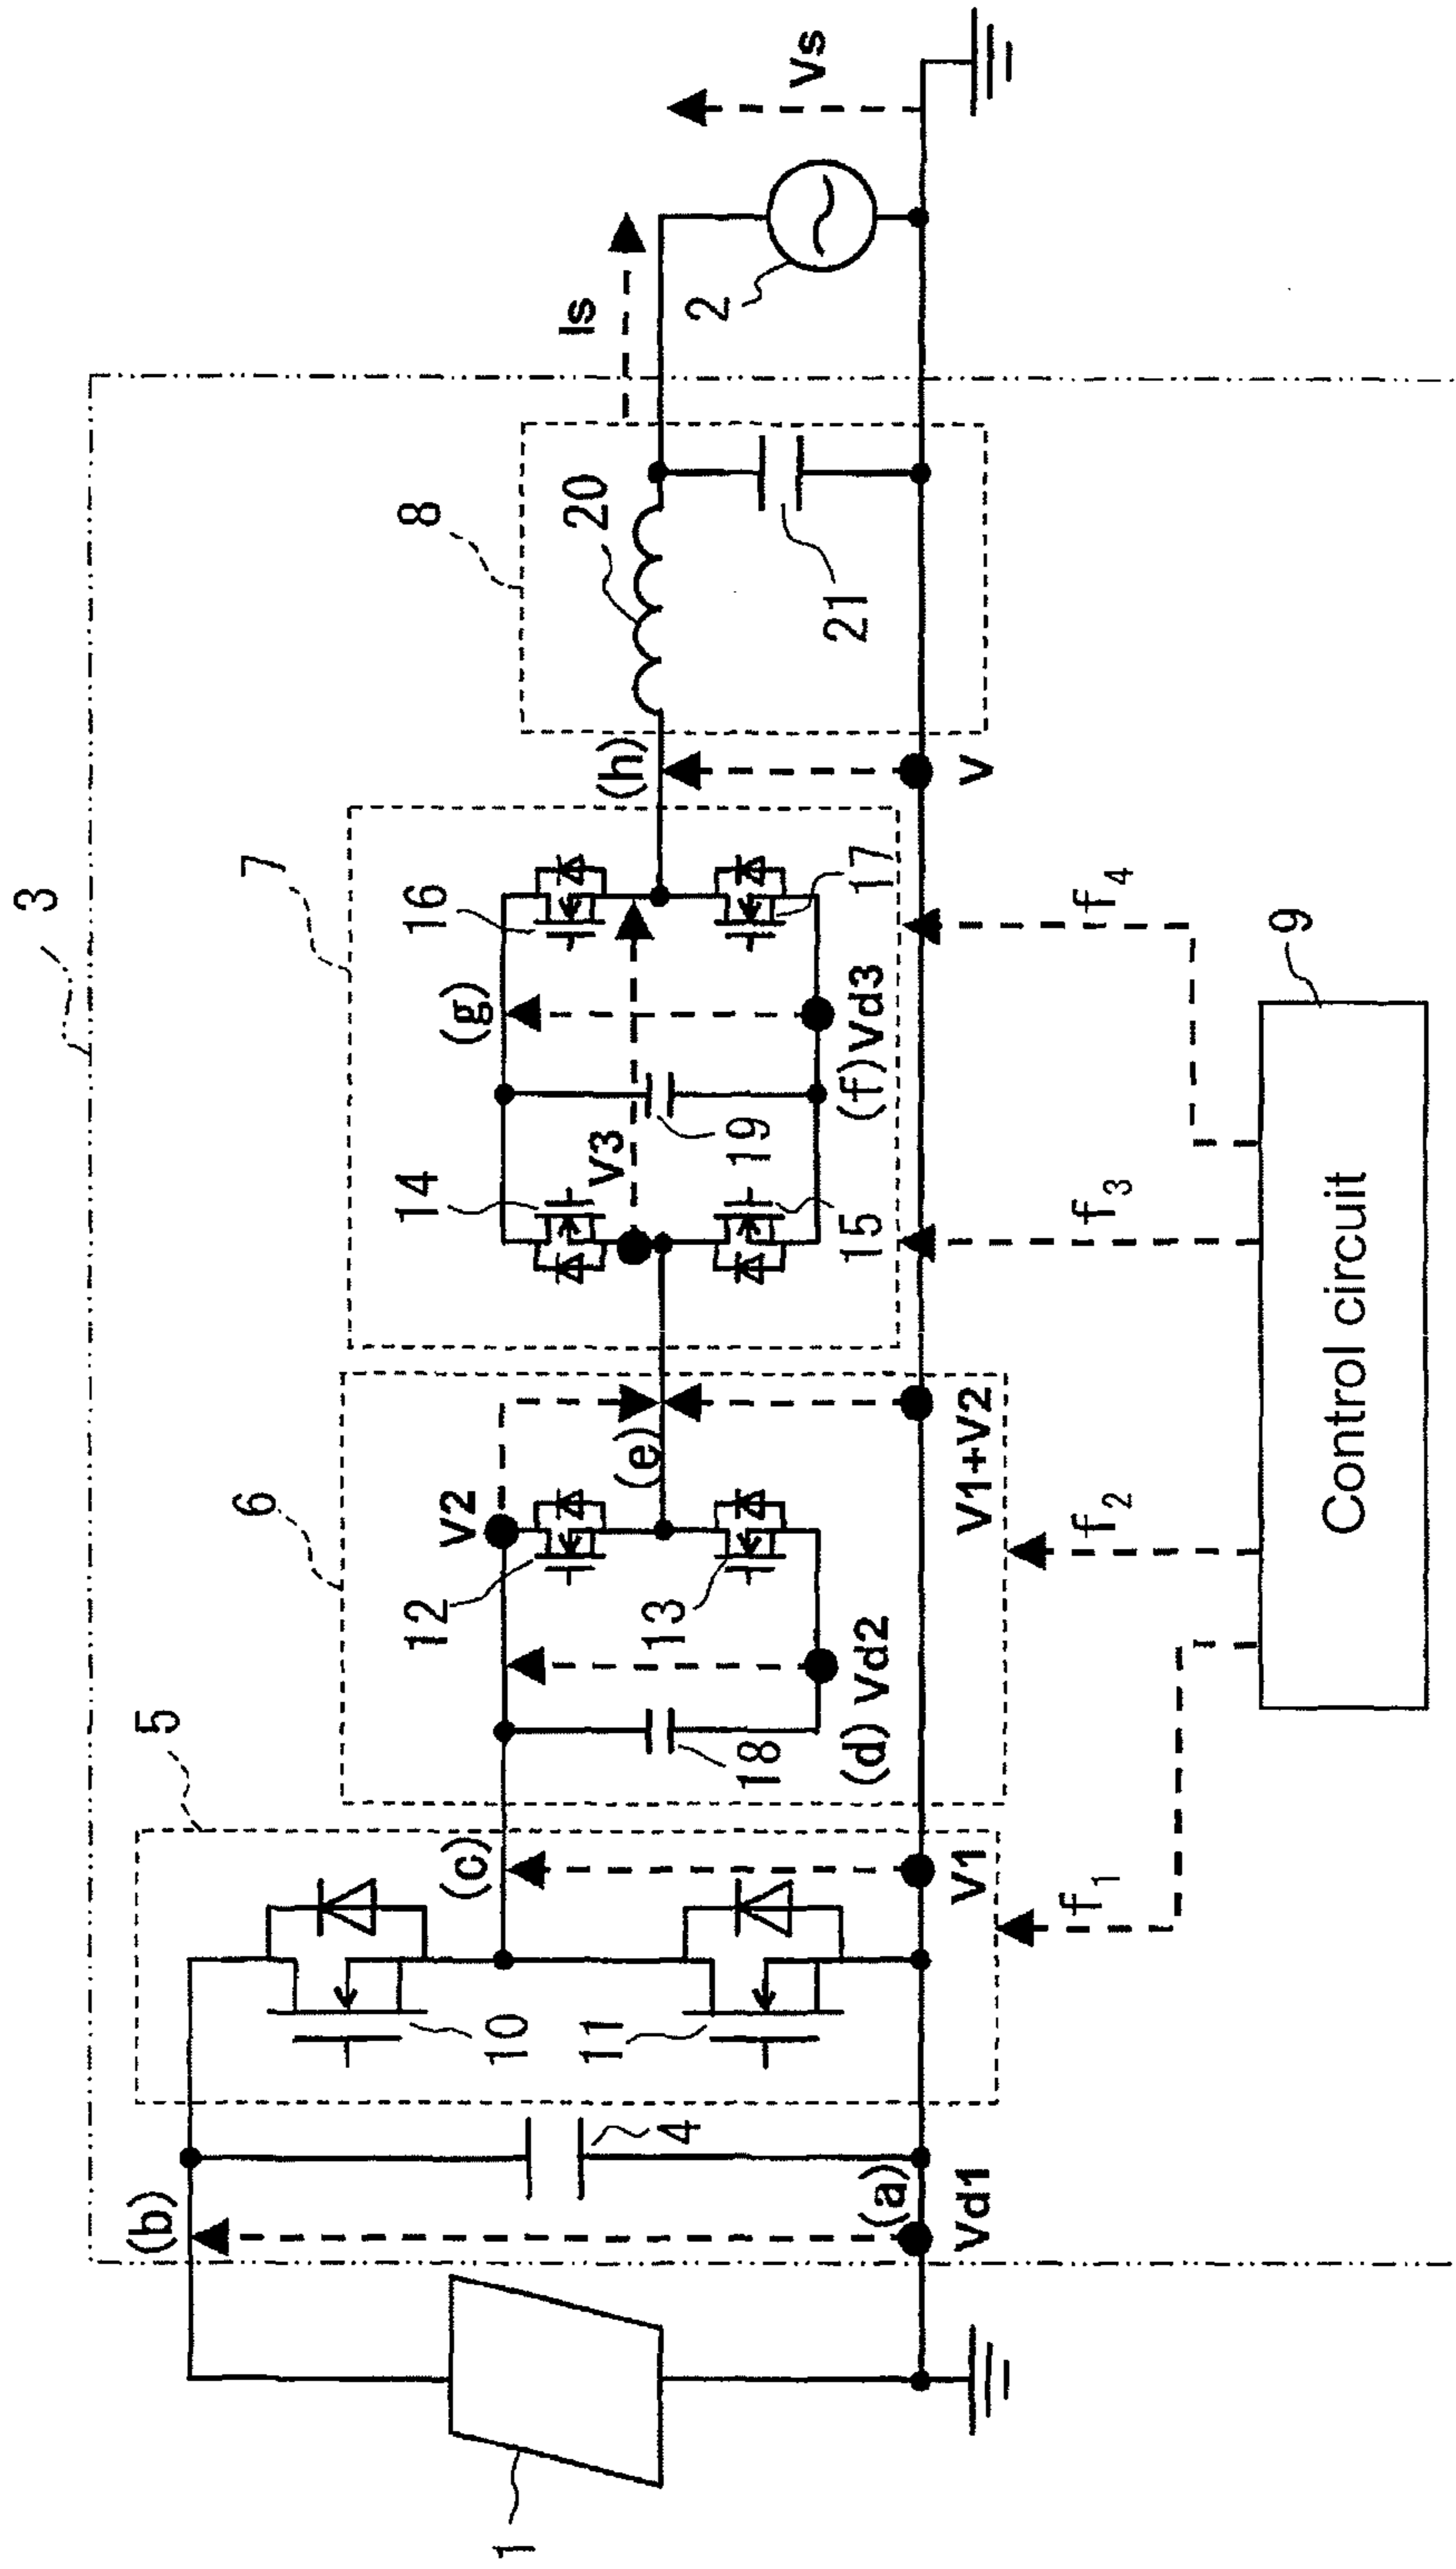 3
5
6
7
8
(b)
(c)
V2
(g)
(h)
Is
Vs
10
12
14
16
20
2
1
4
11
18
13
(e)
V3
19
15
17
21
(a)
Vd1
V1
(d) Vd2
V1+V2
(f) Vd3
V
f1
f2
f3
f4
9
Control circuit